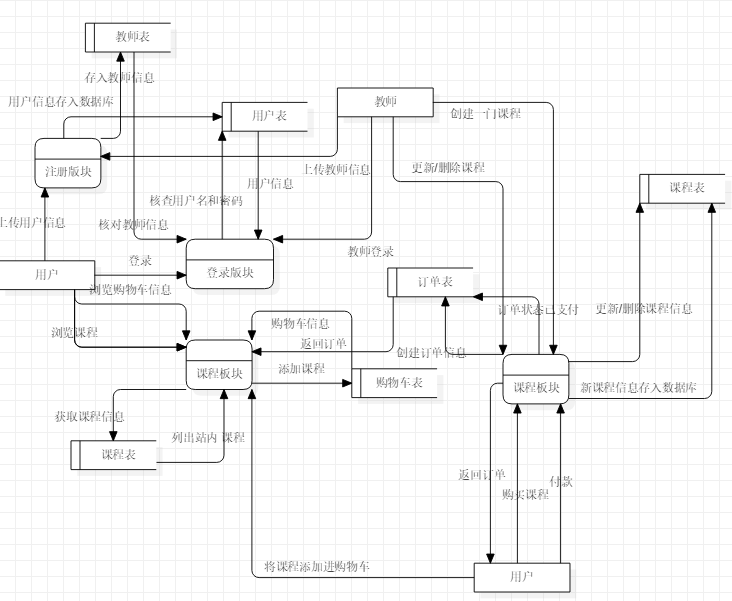 教师表
存入教师信息
用户信息存入数据库
用户表
教师
创建一门课程
注册版块
上传教师信息
更新/删除课程
用户信息
课程表
核查用户名和密码
上传用户信息
核对教师信息
教师登录
登录
用户
登录版块
订单表
浏览购物车信息
订单状态已支付
更新/删除课程信息
购物车信息
浏览课程
返回订单
创建订单信息
添加课程
课程板块
购物车表
课程板块
新课程信息存入数据库
获取课程信息
列出站内 课程
课程表
返回订单
付款
购买课程
将课程添加进购物车
用户